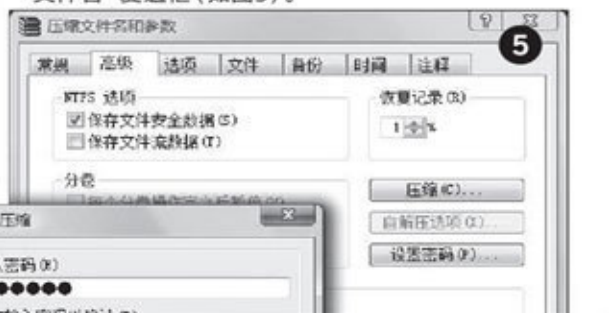 压缩文件名和参数
5
常规 高级 选项 文件 备份 时间 注释
NTFS 选项
保存文件安全数据(S)
保存文件流数据(T)
恢复记录(R)
1 %
分卷
压缩(C)...
自解压选项(X)...
设置密码(P)...
压缩
密码(E)